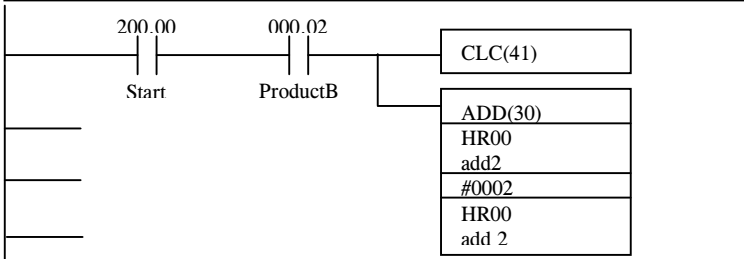 200.00 000.02
CLC(41)
Start ProductB
ADD(30)
HR00
add2
#0002
HR00
add 2